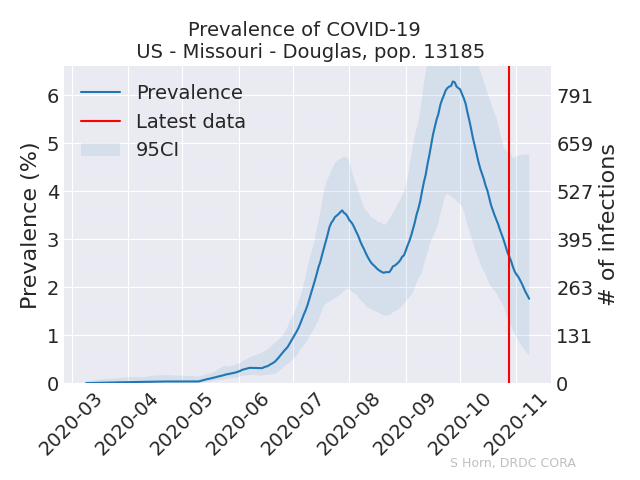 Prevalence of COVID-19
US - Missouri - Douglas, pop. 13185
Prevalence
Latest data
95CI
Prevalence (%)
6
5
4
3
2
1
0
791
659
527
395
263
131
0
# of infections
2020-03
2020-04
2020-05
2020-06
2020-07
2020-08
2020-09
2020-10
2020-11
S Horn, DRDC CORA